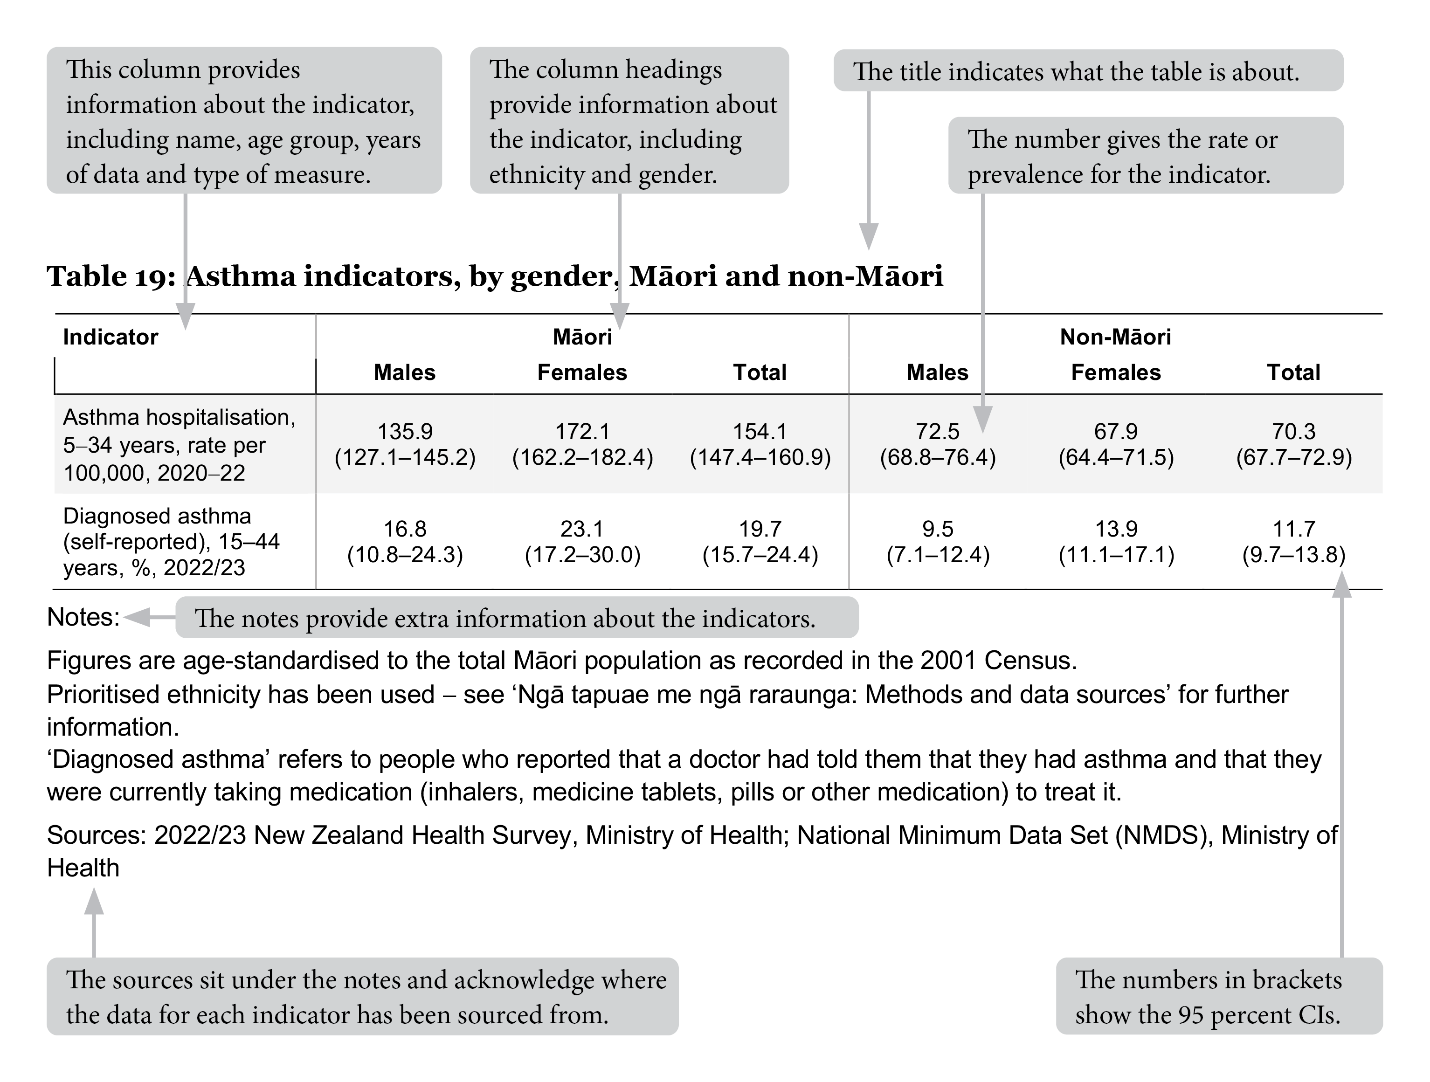 This column provides
information about the indicator,
including name, age group, years
of data and type of measure.
The column headings
provide information about
the indicator, including
ethnicity and gender.
The title indicates what the table is about.
The number gives the rate or
prevalence for the indicator.
Table 19: Asthma indicators, by gender, Māori and non-Māori
Indicator Māori Non-Māori
Males Females Total Males Females Total
Asthma hospitalisation,
5–34 years, rate per
100,000, 2020–22
135.9 172.1 154.1 72.5 67.9 70.3
(127.1–145.2) (162.2–182.4) (147.4–160.9) (68.8–76.4) (64.4–71.5) (67.7–72.9)
Diagnosed asthma
(self-reported), 15–44
years, %, 2022/23
16.8 23.1 19.7 9.5 13.9 11.7
(10.8–24.3) (17.2–30.0) (15.7–24.4) (7.1–12.4) (11.1–17.1) (9.7–13.8)
Notes:
The notes provide extra information about the indicators.
Figures are age-standardised to the total Māori population as recorded in the 2001 Census.
Prioritised ethnicity has been used – see ‘Ngā tapuae me ngā raraunga: Methods and data sources’ for further
information.
‘Diagnosed asthma’ refers to people who reported that a doctor had told them that they had asthma and that they
were currently taking medication (inhalers, medicine tablets, pills or other medication) to treat it.
Sources: 2022/23 New Zealand Health Survey, Ministry of Health; National Minimum Data Set (NMDS), Ministry of
Health
The sources sit under the notes and acknowledge where
the data for each indicator has been sourced from.
The numbers in brackets
show the 95 percent CIs.